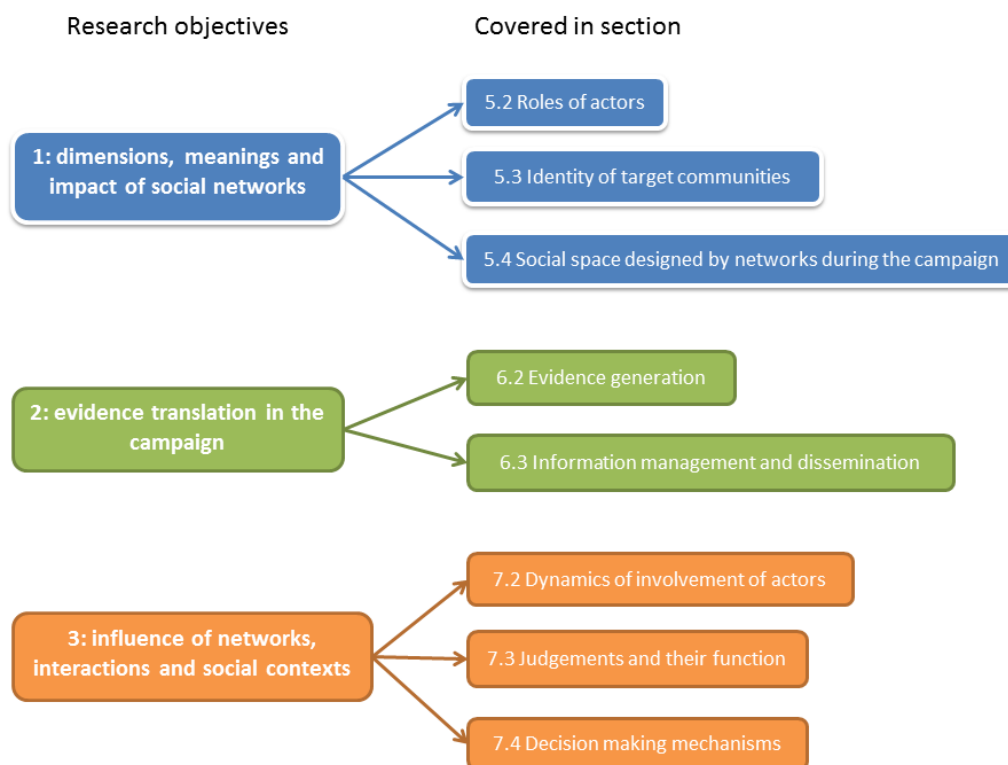 Research objectives
Covered in section
1: dimensions, meanings and
impact of social networks
5.2 Roles of actors
5.3 Identity of target communities
5.4 Social space designed by networks during the campaign
2: evidence translation in the
campaign
6.2 Evidence generation
6.3 Information management and dissemination
3: influence of networks,
interactions and social contexts
7.2 Dynamics of involvement of actors
7.3 Judgements and their function
7.4 Decision making mechanisms